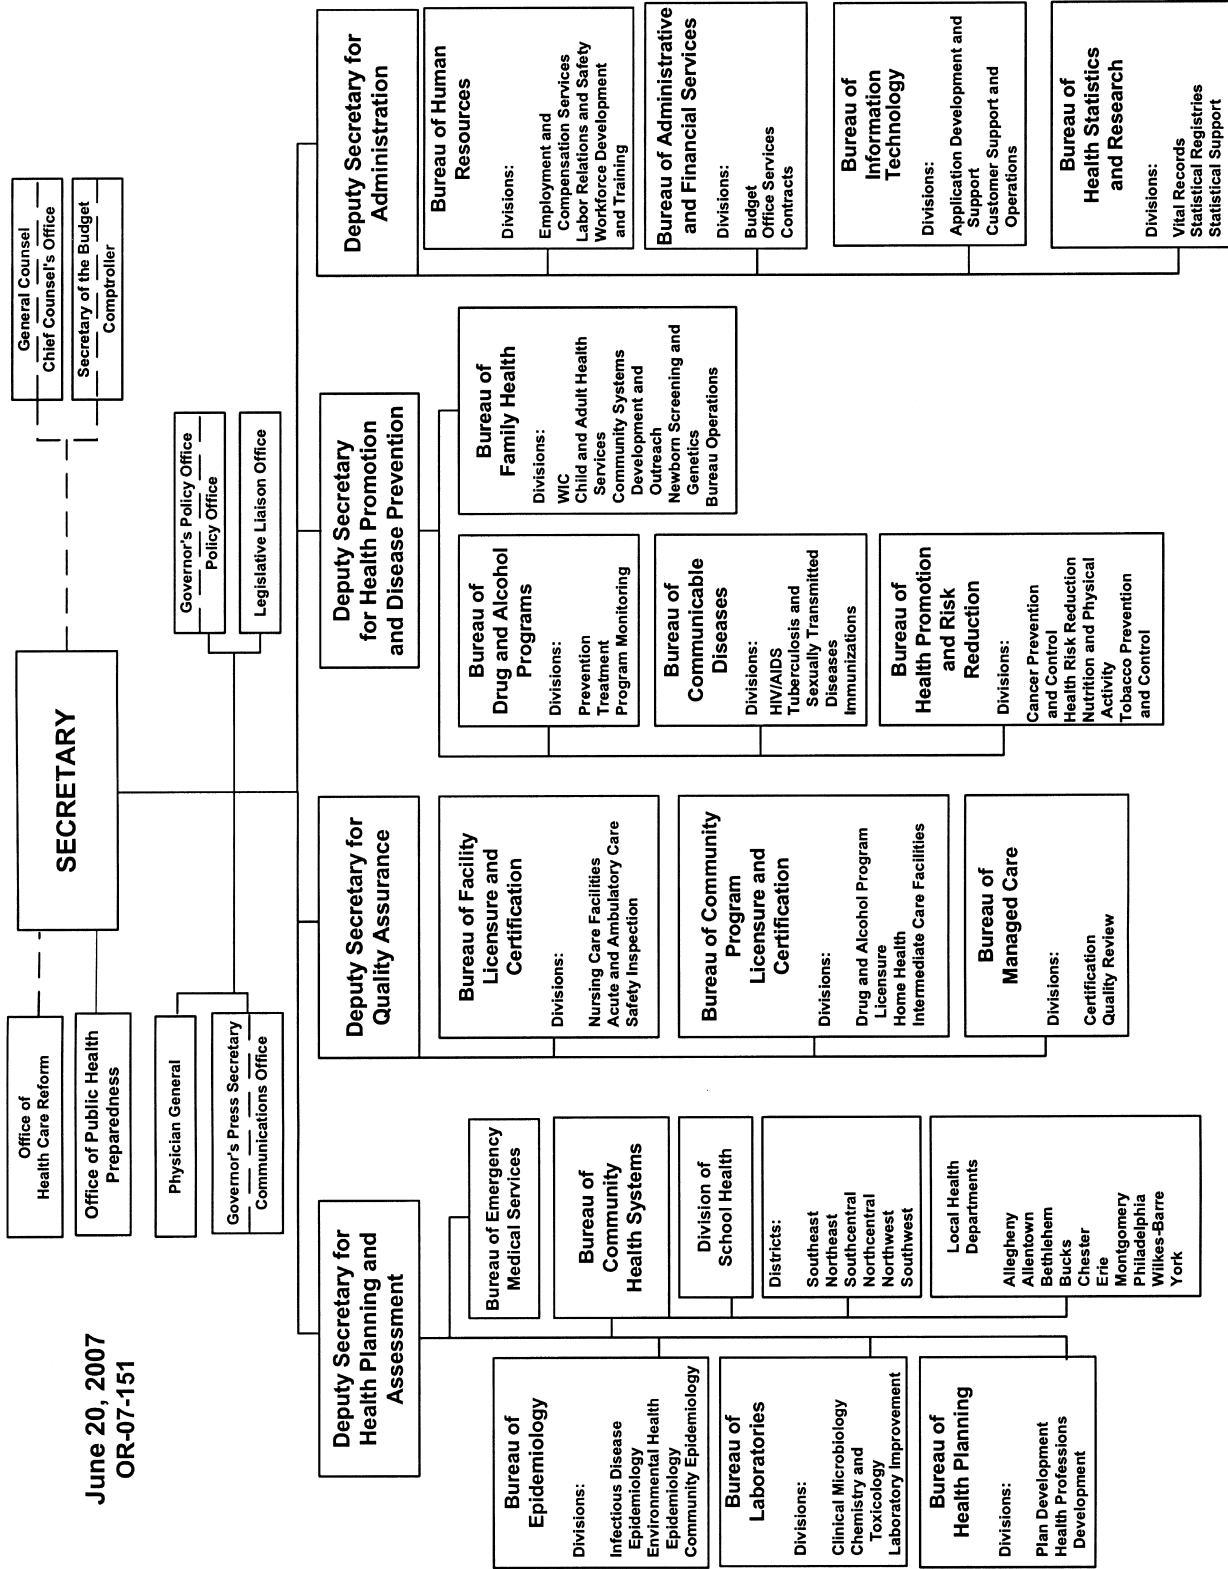 June 20, 2007
OR-07-151
Office of
Health Care Reform
Office of Public Health
Preparedness
SECRETARY
General Counsel
Chief Counsel's Office
Secretary of the Budget
Comptroller
Physician General
Governor's Press Secretary
Communications Office
Governor's Policy Office
Policy Office
Legislative Liaison Office
Deputy Secretary for
Health Planning and
Assessment
Bureau of Emergency
Medical Services
Bureau of
Epidemiology
Divisions:
Infectious Disease
Epidemiology
Environmental Health
Epidemiology
Community Epidemiology
Bureau of
Community
Health Systems
Division of
School Health
Districts:
Southeast
Northeast
Southcentral
Northcentral
Northwest
Southwest
Local Health
Departments
Allegheny
Allentown
Bethlehem
Bucks
Chester
Erie
Montgomery
Philadelphia
Wilkes-Barre
York
Bureau of
Laboratories
Divisions:
Clinical Microbiology
Chemistry and
Toxicology
Laboratory Improvement
Bureau of
Health Planning
Divisions:
Plan Development
Health Professions
Development
Deputy Secretary for
Quality Assurance
Bureau of Facility
Licensure and
Certification
Divisions:
Nursing Care Facilities
Acute and Ambulatory Care
Safety Inspection
Bureau of Community
Program
Licensure and
Certification
Divisions:
Drug and Alcohol Program
Licensure
Home Health
Intermediate Care Facilities
Bureau of
Managed Care
Divisions:
Certification
Quality Review
Deputy Secretary
for Health Promotion
and Disease Prevention
Bureau of
Drug and Alcohol
Programs
Divisions:
Prevention
Treatment
Program Monitoring
Bureau of
Communicable
Diseases
Divisions:
HIV/AIDS
Tuberculosis and
Sexually Transmitted
Diseases
Immunizations
Bureau of
Health Promotion
and Risk
Reduction
Divisions:
Cancer Prevention
and Control
Health Risk Reduction
Nutrition and Physical
Activity
Tobacco Prevention
and Control
Bureau of
Family Health
Divisions:
WIC
Child and Adult Health
Services
Community Systems
Development and
Outreach
Newborn Screening and
Genetics
Bureau Operations
Deputy Secretary for
Administration
Bureau of Human
Resources
Divisions:
Employment and
Compensation Services
Labor Relations and Safety
Workforce Development
and Training
Bureau of Administrative
and Financial Services
Divisions:
Budget
Office Services
Contracts
Bureau of
Information
Technology
Divisions:
Application Development and
Support
Customer Support and
Operations
Bureau of
Health Statistics
and Research
Divisions:
Vital Records
Statistical Registries
Statistical Support